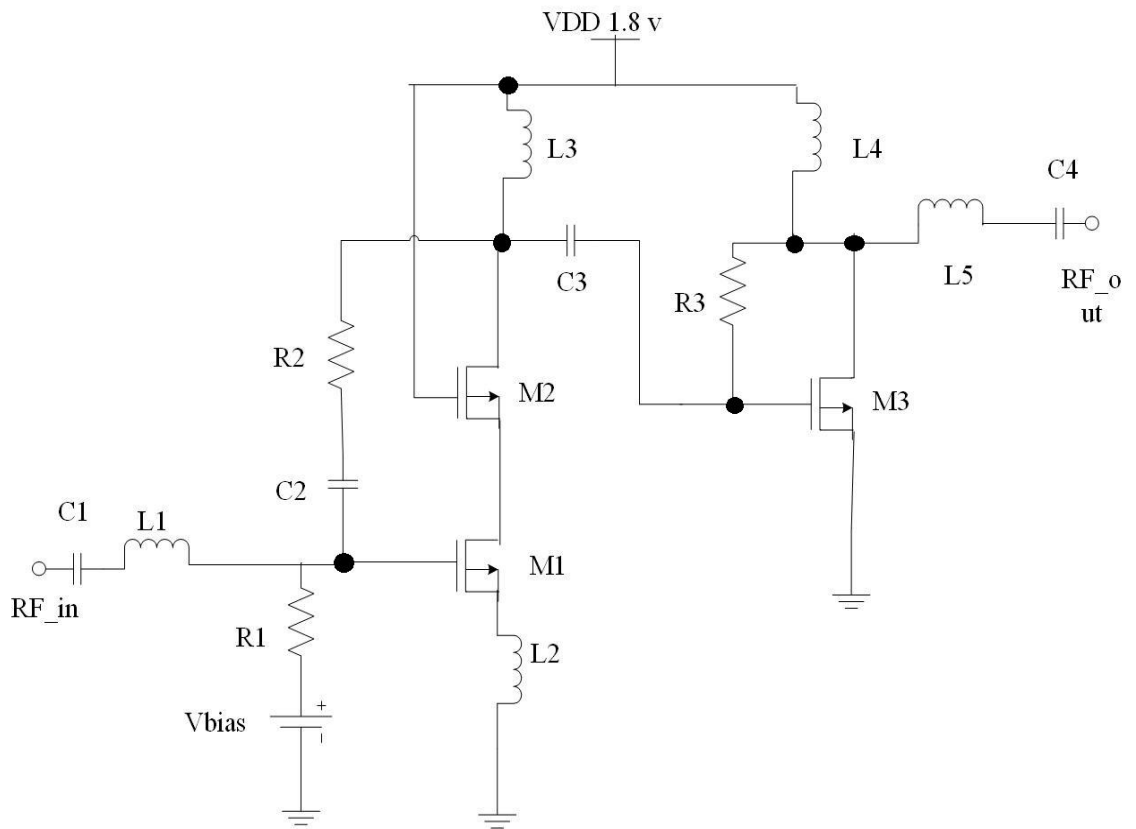 VDD 1.8 v
L3
L4
C4
C3
L5
RF_o
ut
R3
R2
M2
M3
C2
C1
L1
M1
RF_in
R1
L2
Vbias
+
-